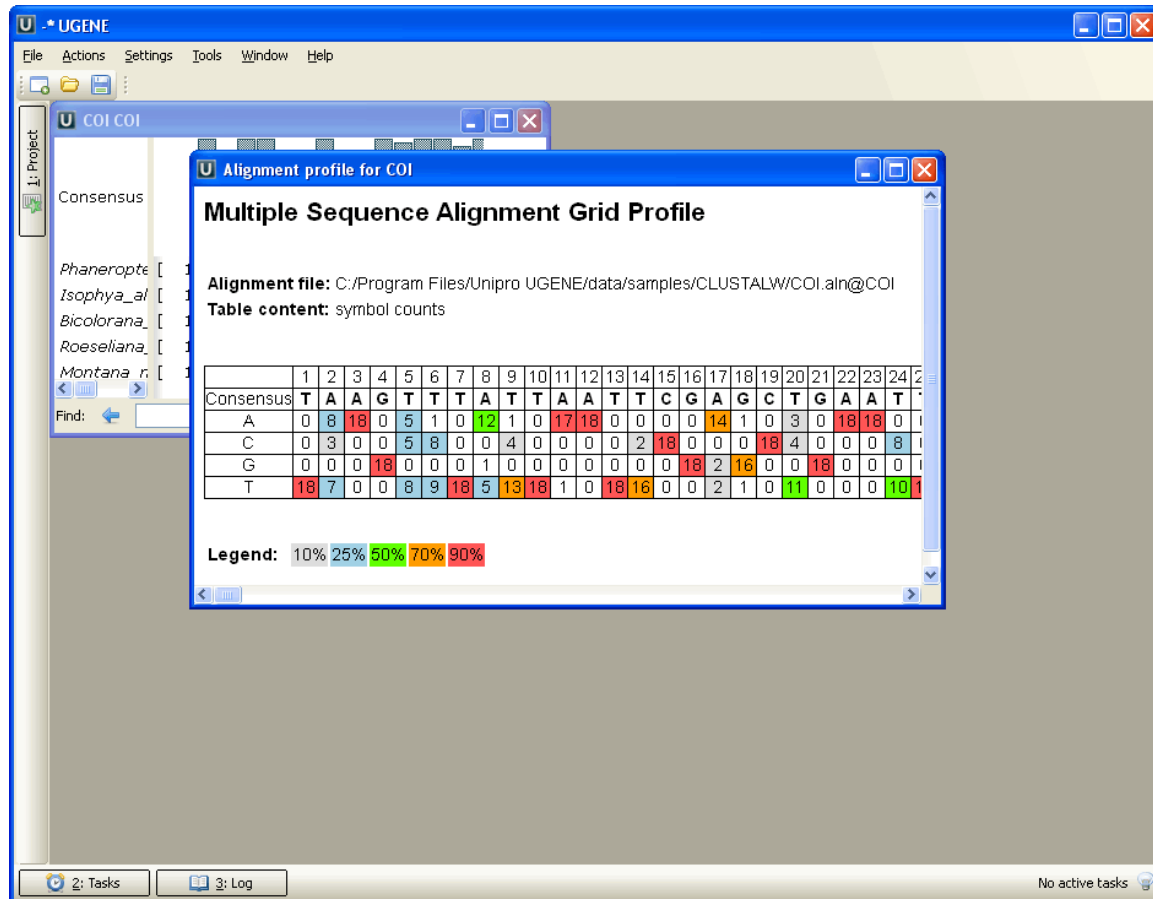 U -* UGENE
File Actions Settings Tools Window Help
1: Project
U COI COI
Consensus
Phaneropte [ 1
Isophya_al [ 1
Bicolorana_ [ 1
Roeseliana_ [ 1
Montana_n [ 1
Find:
U Alignment profile for COI
Multiple Sequence Alignment Grid Profile
Alignment file: C:/Program Files/Unipro UGENE/data/samples/CLUSTALW/COI.aln@COI
Table content: symbol counts
1 2 3 4 5 6 7 8 9 10 11 12 13 14 15 16 17 18 19 20 21 22 23 24 2
Consensus T A A G T T T A T T A A T T C G A G C T G A A T
A 0 8 18 0 5 1 0 12 1 0 17 18 0 0 0 0 14 1 0 3 0 18 18 0
C 0 3 0 0 5 8 0 0 4 0 0 0 0 2 18 0 0 0 18 4 0 0 0 8
G 0 0 0 18 0 0 0 1 0 0 0 0 0 0 0 18 2 16 0 0 18 0 0 0
T 18 7 0 0 8 9 18 5 13 18 1 0 18 16 0 0 2 1 0 11 0 0 0 10 1
Legend: 10% 25% 50% 70% 90%
2: Tasks 3: Log No active tasks